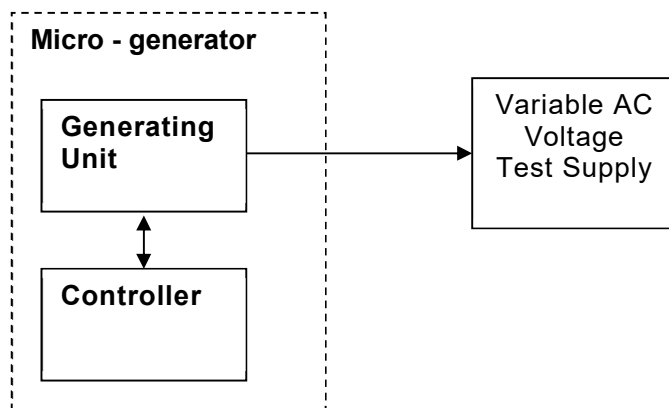 Micro - generator
Generating
Unit
Controller
Variable AC
Voltage
Test Supply